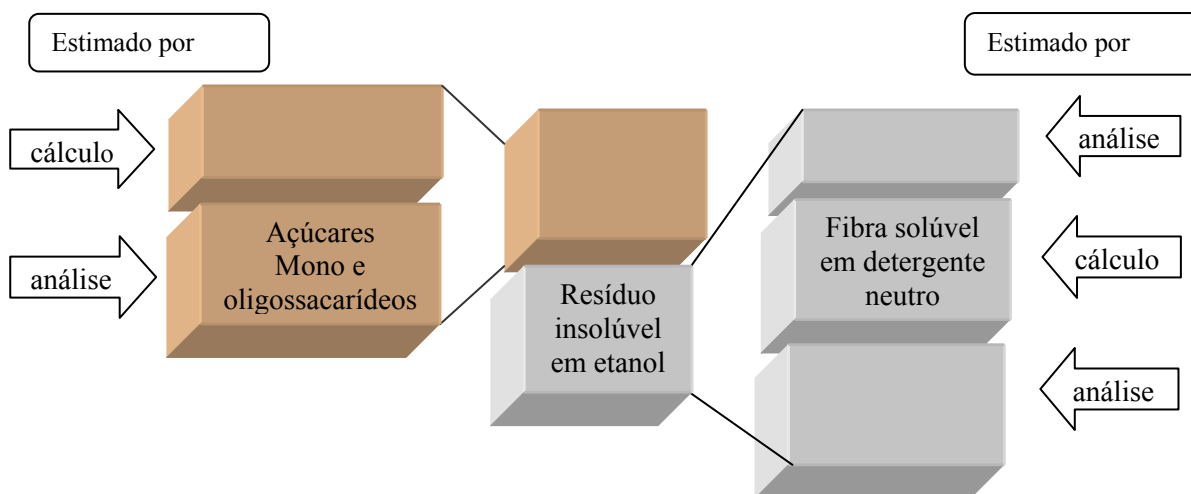 Estimado por
Estimado por
cálculo
análise
Açúcares
Mono e
oligossacarídeos
Resíduo
insolúvel
em etanol
Fibra solúvel
em detergente
neutro
análise
cálculo
análise